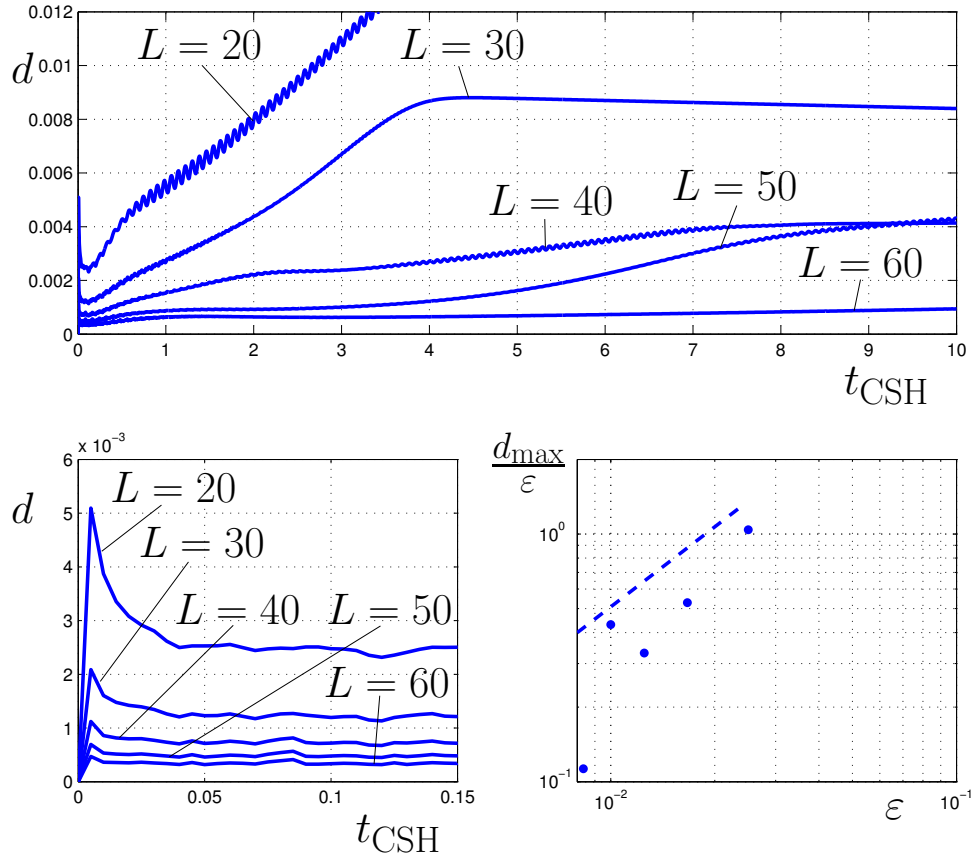 0.012
0.01
0.008
0.006
0.004
0.002
0
d
L = 20
L = 30
L = 40
L = 50
L = 60
0 1 2 3 4 5 6 7 8 9 10
t_CSH
x 10^-3
6
5
4
3
2
1
0
d
L = 20
L = 30
L = 40
L = 50
L = 60
0 0.05 0.1 0.15
t_CSH
d_max
ε
10^0
10^-1
10^-2 10^-1
ε